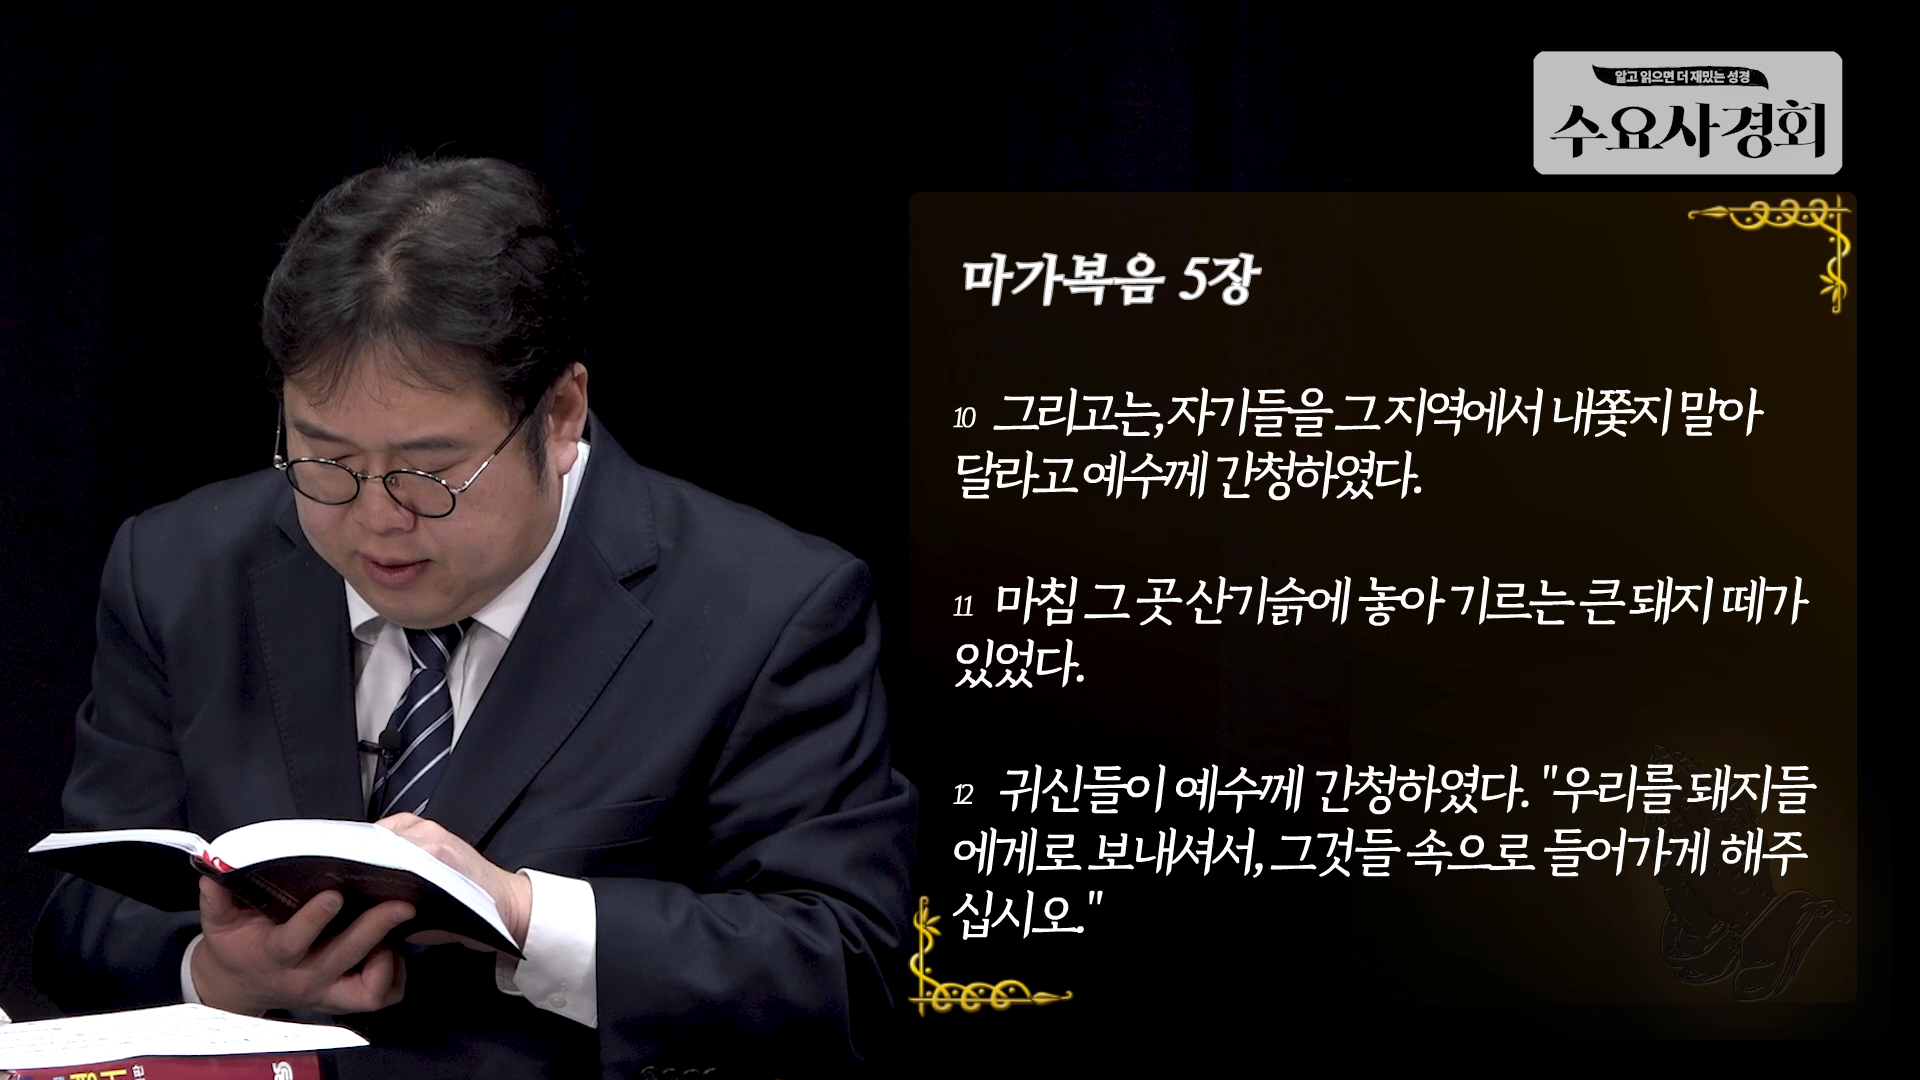 알고 읽으면 더 재밌는 성경
수요사경회
마가복음 5장
10 그리고는, 자기들을 그 지역에서 내쫓지 말아
달라고 예수께 간청하였다.
11 마침 그 곳 산기슭에 놓아 기르는 큰 돼지 떼가
있었다.
12 귀신들이 예수께 간청하였다. "우리를 돼지들
에게로 보내셔서, 그것들 속으로 들어가게 해주
십시오."